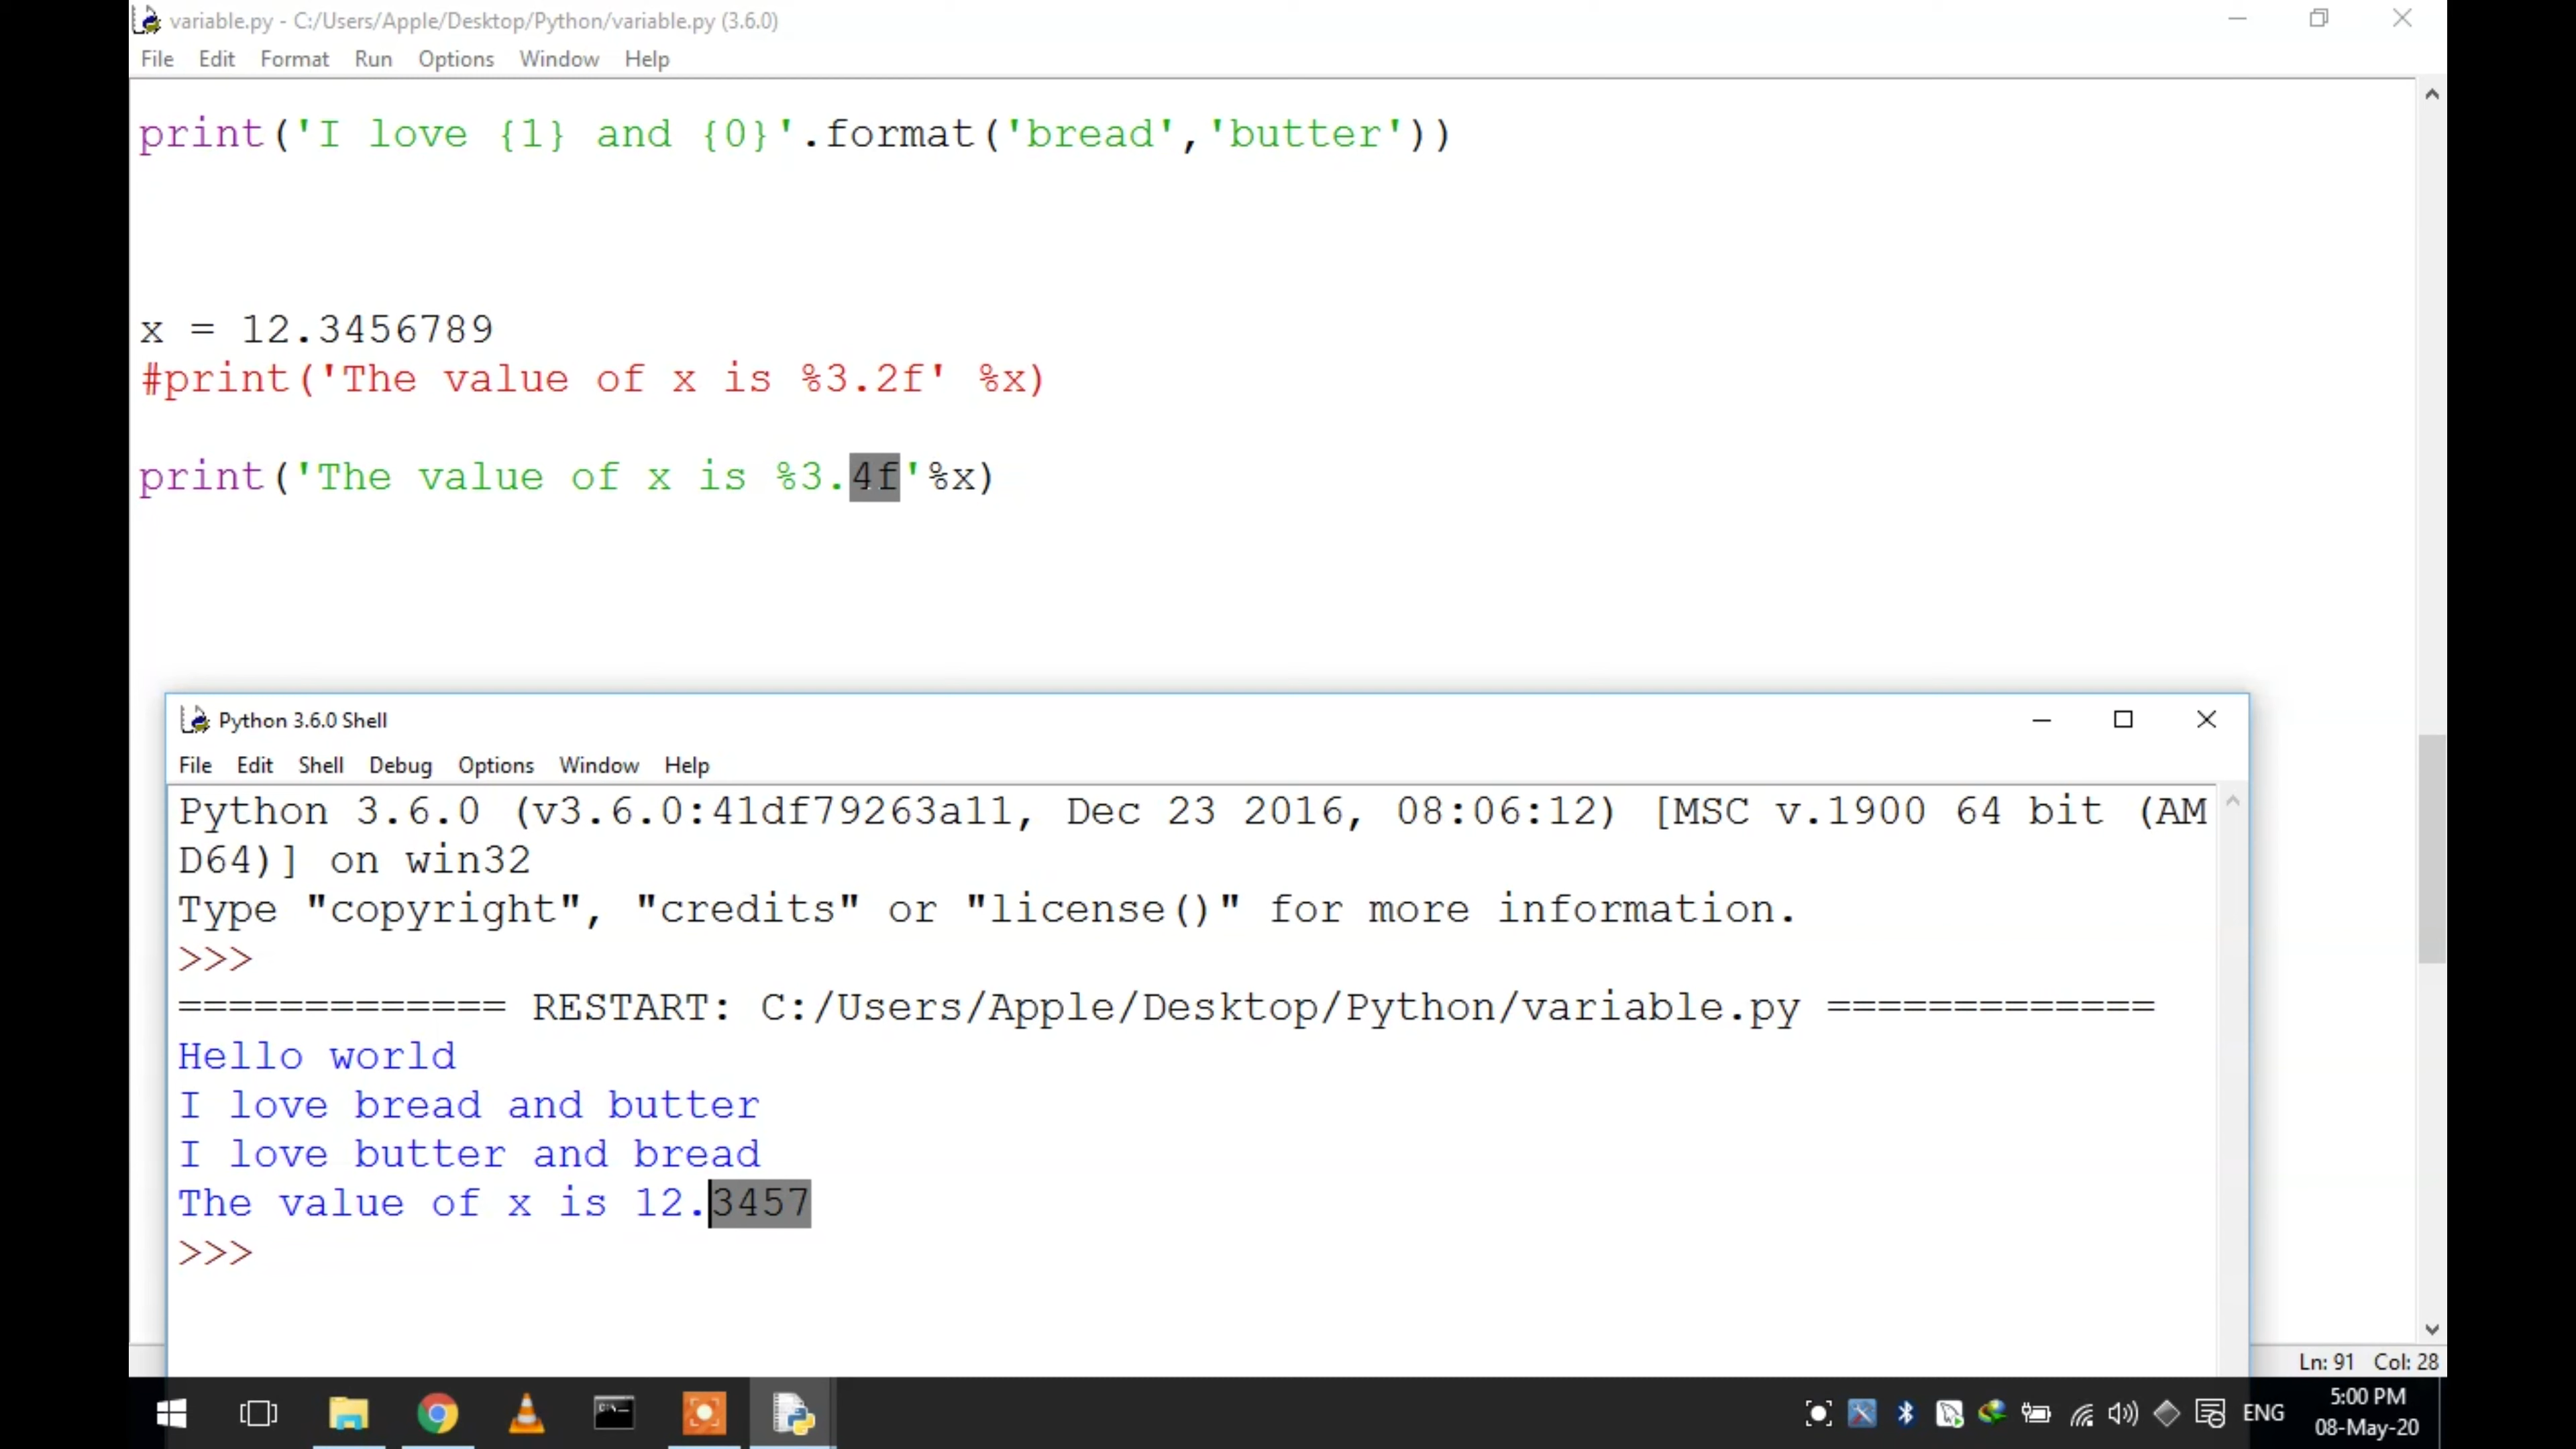 variable.py - C:/Users/Apple/Desktop/Python/variable.py (3.6.0)
File Edit Format Run Options Window Help
print('I love {1} and {0}'.format('bread','butter'))
x = 12.3456789
#print('The value of x is %3.2f' %x)
print('The value of x is %3.4f'%x)
Python 3.6.0 Shell
File Edit Shell Debug Options Window Help
Python 3.6.0 (v3.6.0:41df79263a11, Dec 23 2016, 08:06:12) [MSC v.1900 64 bit (AM
D64)] on win32
Type "copyright", "credits" or "license()" for more information.
>>>
============= RESTART: C:/Users/Apple/Desktop/Python/variable.py =============
Hello world
I love bread and butter
I love butter and bread
The value of x is 12.3457
>>>
Ln: 91 Col: 28
ENG
5:00 PM
08-May-20